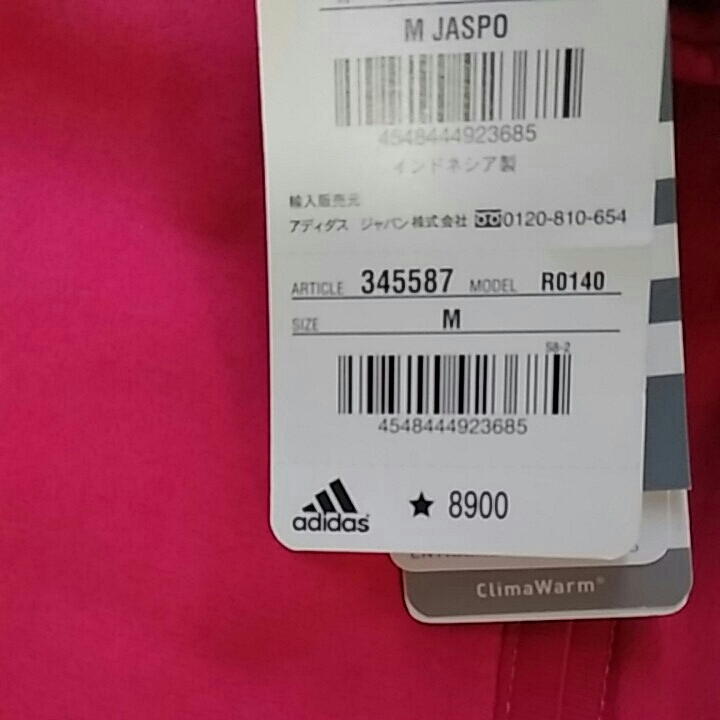 M JASPO
4548444923685
インドネシア製
輸入販売元
アディダス ジャパン株式会社 0120-810-654
ARTICLE 345587 MODEL R0140
SIZE M
58-2
4548444923685
adidas
★ 8900
ClimaWarm®